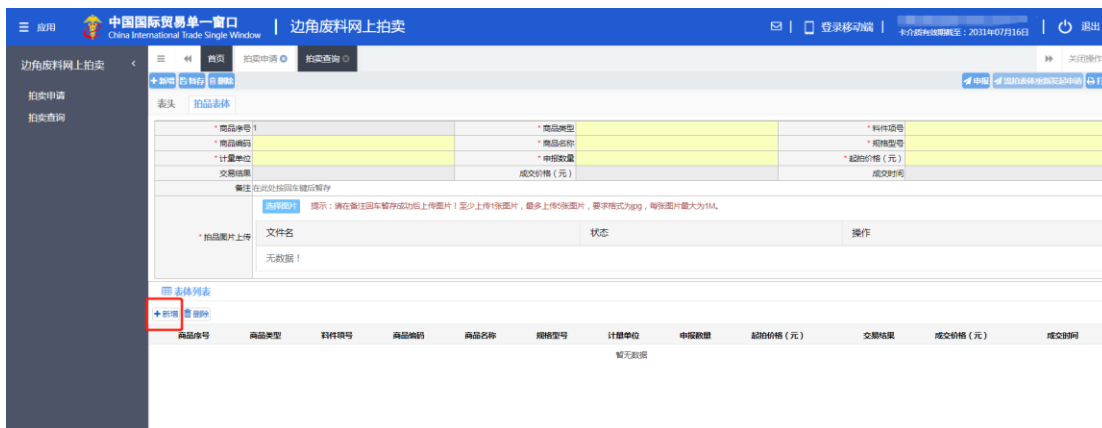 应用 中国国际贸易单一窗口 China International Trade Single Window 边角废料网上拍卖 登录移动端 卡介质有效期截至：2031年07月16日 退出
边角废料网上拍卖 首页 拍卖申请 拍卖查询 关闭操作
新增 暂存 删除 申报 流拍表体重新发起申请
拍卖申请
拍卖查询
表头 拍品表体
*商品序号 1 *商品类型 *料件项号
*商品编码 *商品名称 *规格型号
*计量单位 *申报数量 *起拍价格（元）
交易结果 成交价格（元） 成交时间
备注 在此处按回车键后暂存
选择图片 提示：请在备注回车暂存成功后上传图片！至少上传1张图片，最多上传5张图片，要求格式为jpg，每张图片最大为1M。
*拍品图片上传 文件名 状态 操作
无数据！
表体列表
新增 删除
商品序号 商品类型 料件项号 商品编码 商品名称 规格型号 计量单位 申报数量 起拍价格（元） 交易结果 成交价格（元） 成交时间
暂无数据